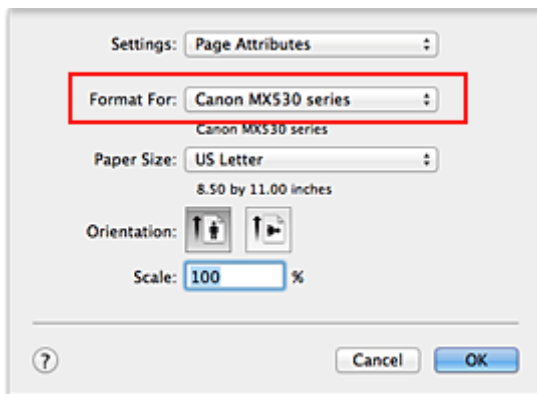 Settings: Page Attributes
Format For: Canon MX530 series
Canon MX530 series
Paper Size: US Letter
8.50 by 11.00 inches
Orientation:
Scale: 100 %
? Cancel OK